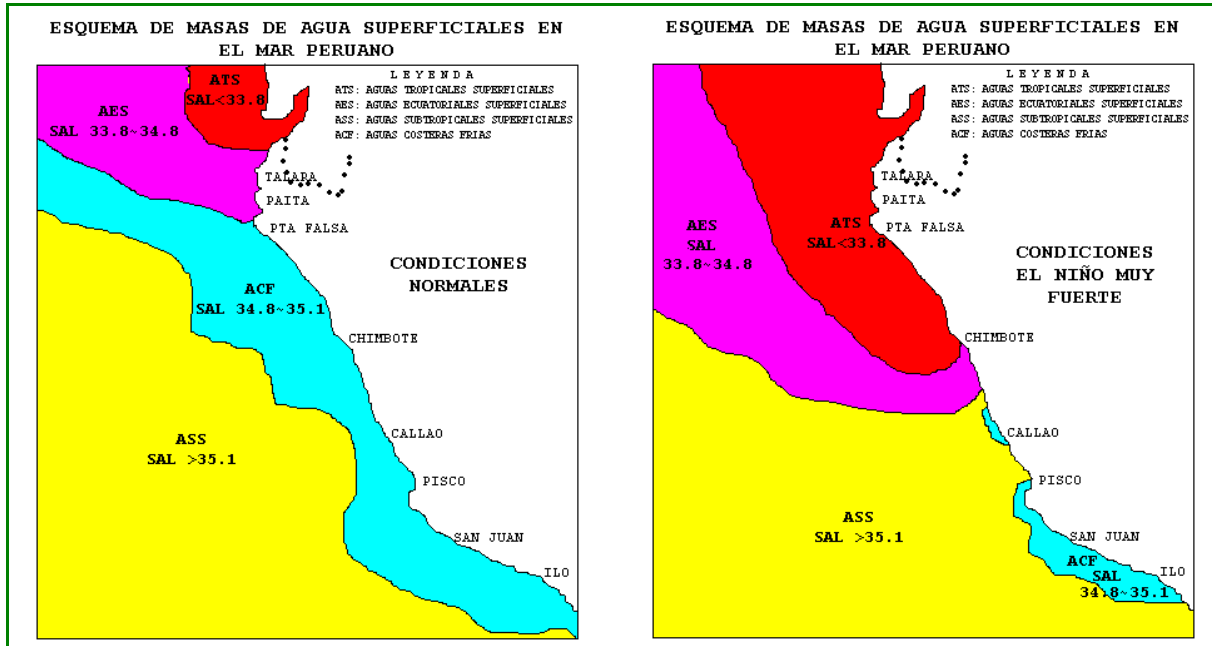 ESQUEMA DE MASAS DE AGUA SUPERFICIALES EN
EL MAR PERUANO
LEYENDA
ATS: AGUAS TROPICALES SUPERFICIALES
AES: AGUAS ECUATORIALES SUPERFICIALES
ASS: AGUAS SUBTROPICALES SUPERFICIALES
ACF: AGUAS COSTERAS FRIAS
ATS
SAL<33.8
AES
SAL 33.8~34.8
TALARA
PAITA
PTA FALSA
CONDICIONES
NORMALES
ACF
SAL 34.8~35.1
CHIMBOTE
CALLAO
ASS
SAL >35.1
PISCO
SAN JUAN
ILO
ESQUEMA DE MASAS DE AGUA SUPERFICIALES EN
EL MAR PERUANO
LEYENDA
ATS: AGUAS TROPICALES SUPERFICIALES
AES: AGUAS ECUATORIALES SUPERFICIALES
ASS: AGUAS SUBTROPICALES SUPERFICIALES
ACF: AGUAS COSTERAS FRIAS
TALARA
PAITA
PTA FALSA
AES
SAL
33.8~34.8
ATS
SAL<33.8
CONDICIONES
EL NIÑO MUY
FUERTE
CHIMBOTE
CALLAO
PISCO
ASS
SAL >35.1
SAN JUAN
ACF
SAL
34.8~35.1
ILO